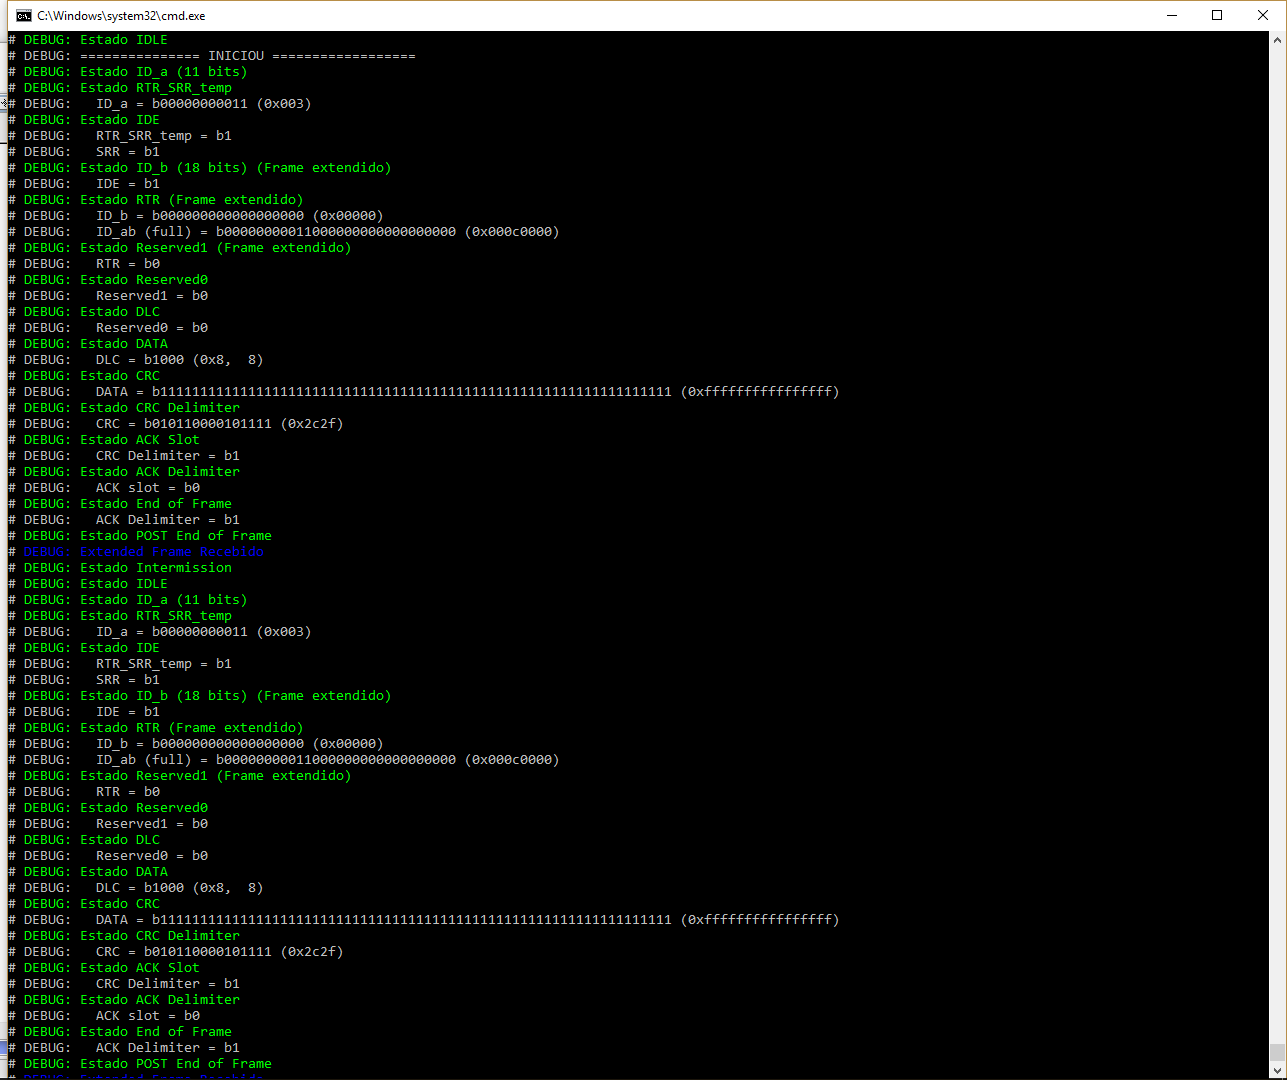 C:\Windows\system32\cmd.exe
# DEBUG: Estado IDLE
# DEBUG: =============== INICIOU ==================
# DEBUG: Estado ID_a (11 bits)
# DEBUG: Estado RTR_SRR_temp
# DEBUG:   ID_a = b00000000011 (0x003)
# DEBUG: Estado IDE
# DEBUG:   RTR_SRR_temp = b1
# DEBUG:   SRR = b1
# DEBUG: Estado ID_b (18 bits) (Frame extendido)
# DEBUG:   IDE = b1
# DEBUG: Estado RTR (Frame extendido)
# DEBUG:   ID_b = b000000000000000000 (0x00000)
# DEBUG:   ID_ab (full) = b00000000011000000000000000000 (0x000c0000)
# DEBUG: Estado Reserved1 (Frame extendido)
# DEBUG:   RTR = b0
# DEBUG: Estado Reserved0
# DEBUG:   Reserved1 = b0
# DEBUG: Estado DLC
# DEBUG:   Reserved0 = b0
# DEBUG: Estado DATA
# DEBUG:   DLC = b1000 (0x8,  8)
# DEBUG: Estado CRC
# DEBUG:   DATA = b1111111111111111111111111111111111111111111111111111111111111111 (0xffffffffffffffff)
# DEBUG: Estado CRC Delimiter
# DEBUG:   CRC = b010110000101111 (0x2c2f)
# DEBUG: Estado ACK Slot
# DEBUG:   CRC Delimiter = b1
# DEBUG: Estado ACK Delimiter
# DEBUG:   ACK slot = b0
# DEBUG: Estado End of Frame
# DEBUG:   ACK Delimiter = b1
# DEBUG: Estado POST End of Frame
# DEBUG: Extended Frame Recebido
# DEBUG: Estado Intermission
# DEBUG: Estado IDLE
# DEBUG: Estado ID_a (11 bits)
# DEBUG: Estado RTR_SRR_temp
# DEBUG:   ID_a = b00000000011 (0x003)
# DEBUG: Estado IDE
# DEBUG:   RTR_SRR_temp = b1
# DEBUG:   SRR = b1
# DEBUG: Estado ID_b (18 bits) (Frame extendido)
# DEBUG:   IDE = b1
# DEBUG: Estado RTR (Frame extendido)
# DEBUG:   ID_b = b000000000000000000 (0x00000)
# DEBUG:   ID_ab (full) = b00000000011000000000000000000 (0x000c0000)
# DEBUG: Estado Reserved1 (Frame extendido)
# DEBUG:   RTR = b0
# DEBUG: Estado Reserved0
# DEBUG:   Reserved1 = b0
# DEBUG: Estado DLC
# DEBUG:   Reserved0 = b0
# DEBUG: Estado DATA
# DEBUG:   DLC = b1000 (0x8,  8)
# DEBUG: Estado CRC
# DEBUG:   DATA = b1111111111111111111111111111111111111111111111111111111111111111 (0xffffffffffffffff)
# DEBUG: Estado CRC Delimiter
# DEBUG:   CRC = b010110000101111 (0x2c2f)
# DEBUG: Estado ACK Slot
# DEBUG:   CRC Delimiter = b1
# DEBUG: Estado ACK Delimiter
# DEBUG:   ACK slot = b0
# DEBUG: Estado End of Frame
# DEBUG:   ACK Delimiter = b1
# DEBUG: Estado POST End of Frame
# DEBUG: Extended Frame Recebido